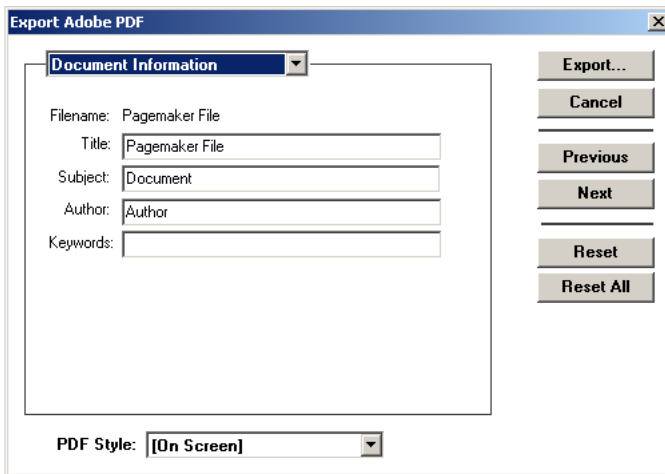 Export Adobe PDF
Document Information
Filename: Pagemaker File
Title: Pagemaker File
Subject: Document
Author: Author
Keywords:
PDF Style: [On Screen]
Export...
Cancel
Previous
Next
Reset
Reset All